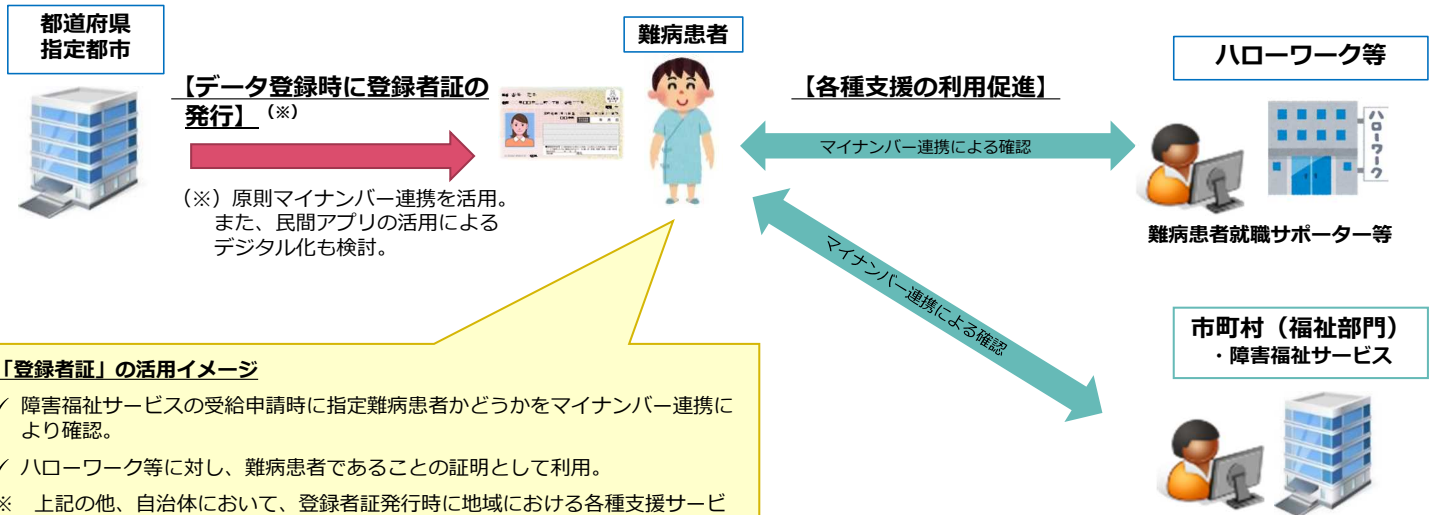 都道府県
指定都市
難病患者
ハローワーク等
【データ登録時に登録者証の
発行】（※）
【各種支援の利用促進】
マイナンバー連携による確認
ハローワーク
（※）原則マイナンバー連携を活用。
また、民間アプリの活用による
デジタル化も検討。
難病患者就職サポーター等
マイナンバー連携による確認
市町村（福祉部門）
・障害福祉サービス
「登録者証」の活用イメージ
✓ 障害福祉サービスの受給申請時に指定難病患者かどうかをマイナンバー連携に
より確認。
✓ ハローワーク等に対し、難病患者であることの証明として利用。
※ 上記の他、自治体において、登録者証発行時に地域における各種支援サービ